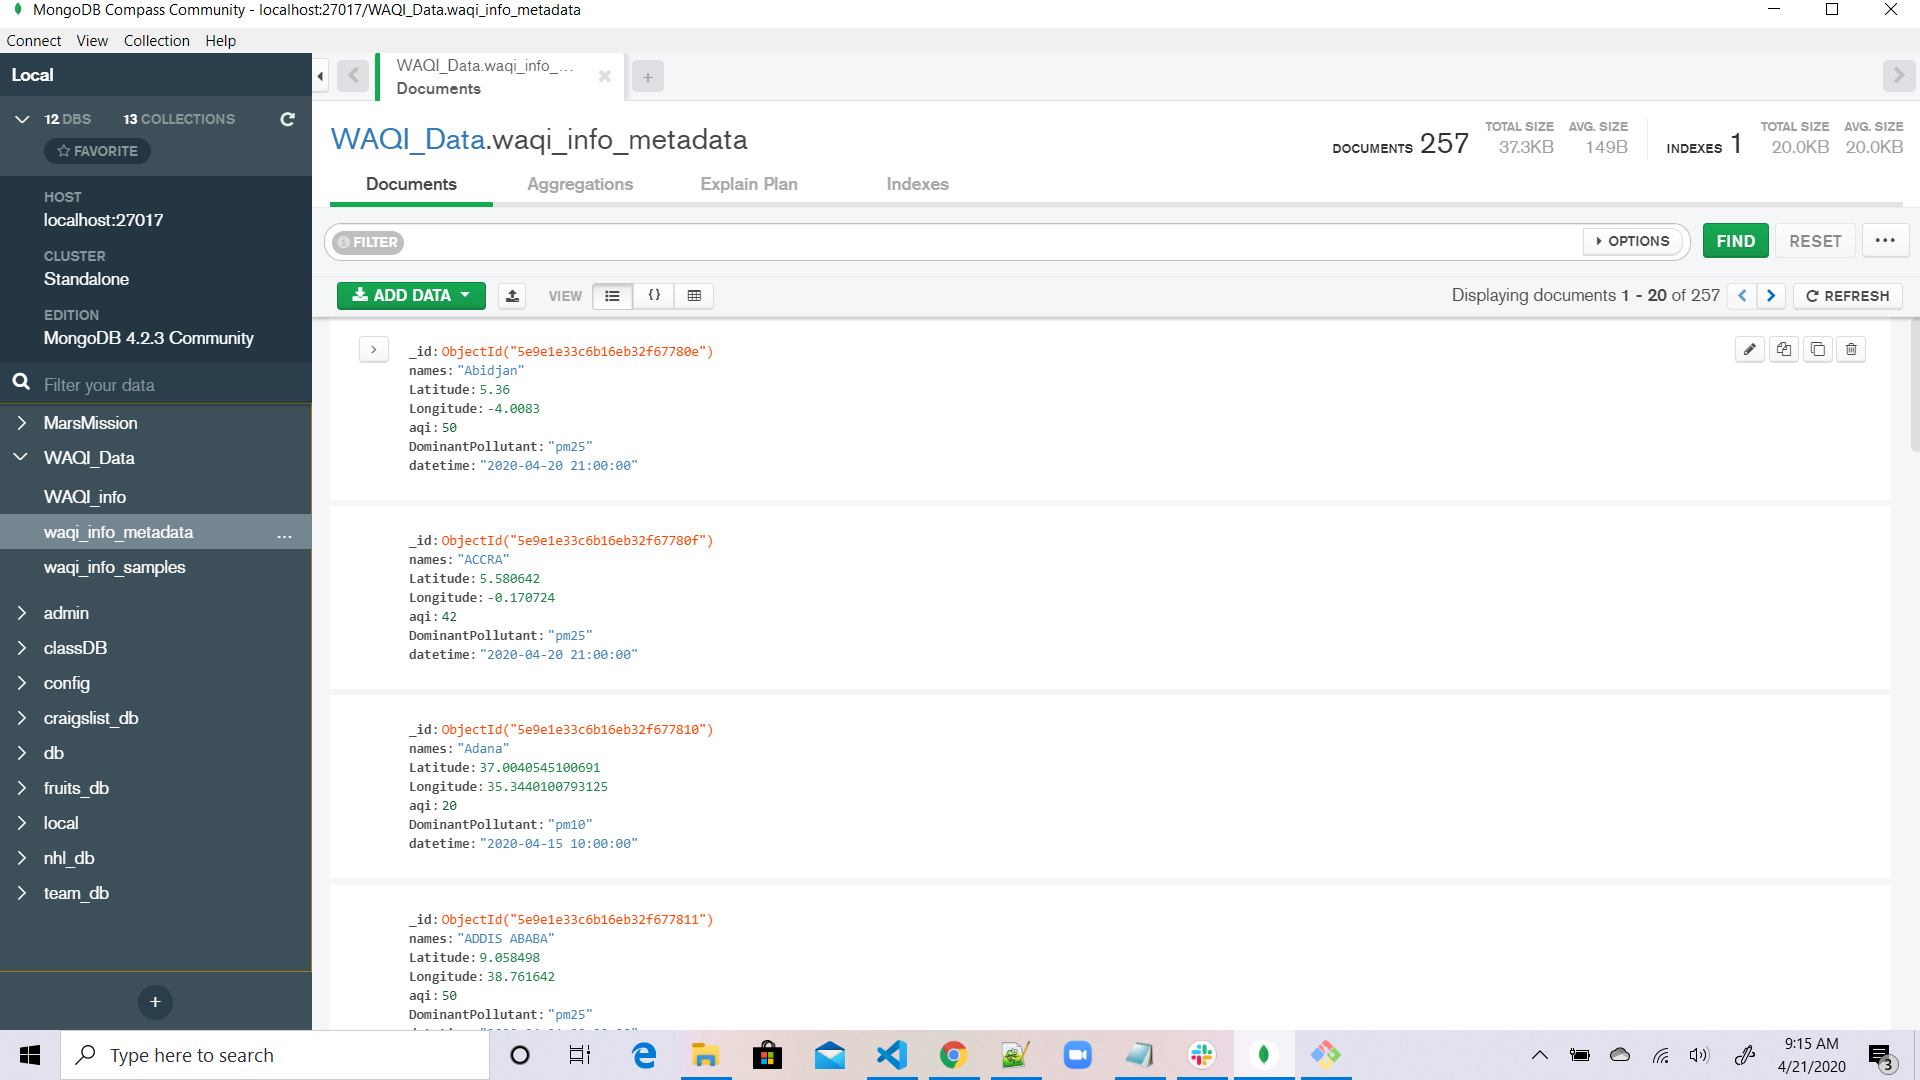 MongoDB Compass Community - localhost:27017/WAQI_Data.waqi_info_metadata
Connect View Collection Help
Local
12 DBS 13 COLLECTIONS
FAVORITE
HOST
localhost:27017
CLUSTER
Standalone
EDITION
MongoDB 4.2.3 Community
Filter your data
MarsMission
WAQI_Data
WAQI_info
waqi_info_metadata ...
waqi_info_samples
admin
classDB
config
craigslist_db
db
fruits_db
local
nhl_db
team_db
+
WAQI_Data.waqi_info_...
Documents
+
WAQI_Data.waqi_info_metadata
DOCUMENTS 257
TOTAL SIZE
37.3KB
AVG. SIZE
149B
INDEXES 1
TOTAL SIZE
20.0KB
AVG. SIZE
20.0KB
Documents Aggregations Explain Plan Indexes
FILTER
OPTIONS
FIND
RESET
...
ADD DATA
VIEW
{}
Displaying documents 1 - 20 of 257
REFRESH
_id: ObjectId("5e9e1e33c6b16eb32f67780e")
names: "Abidjan"
Latitude: 5.36
Longitude: -4.0083
aqi: 50
DominantPollutant: "pm25"
datetime: "2020-04-20 21:00:00"
_id: ObjectId("5e9e1e33c6b16eb32f67780f")
names: "ACCRA"
Latitude: 5.580642
Longitude: -0.170724
aqi: 42
DominantPollutant: "pm25"
datetime: "2020-04-20 21:00:00"
_id: ObjectId("5e9e1e33c6b16eb32f677810")
names: "Adana"
Latitude: 37.0040545100691
Longitude: 35.3440100793125
aqi: 20
DominantPollutant: "pm10"
datetime: "2020-04-15 10:00:00"
_id: ObjectId("5e9e1e33c6b16eb32f677811")
names: "ADDIS ABABA"
Latitude: 9.058498
Longitude: 38.761642
aqi: 50
DominantPollutant: "pm25"
Type here to search
9:15 AM
4/21/2020
3